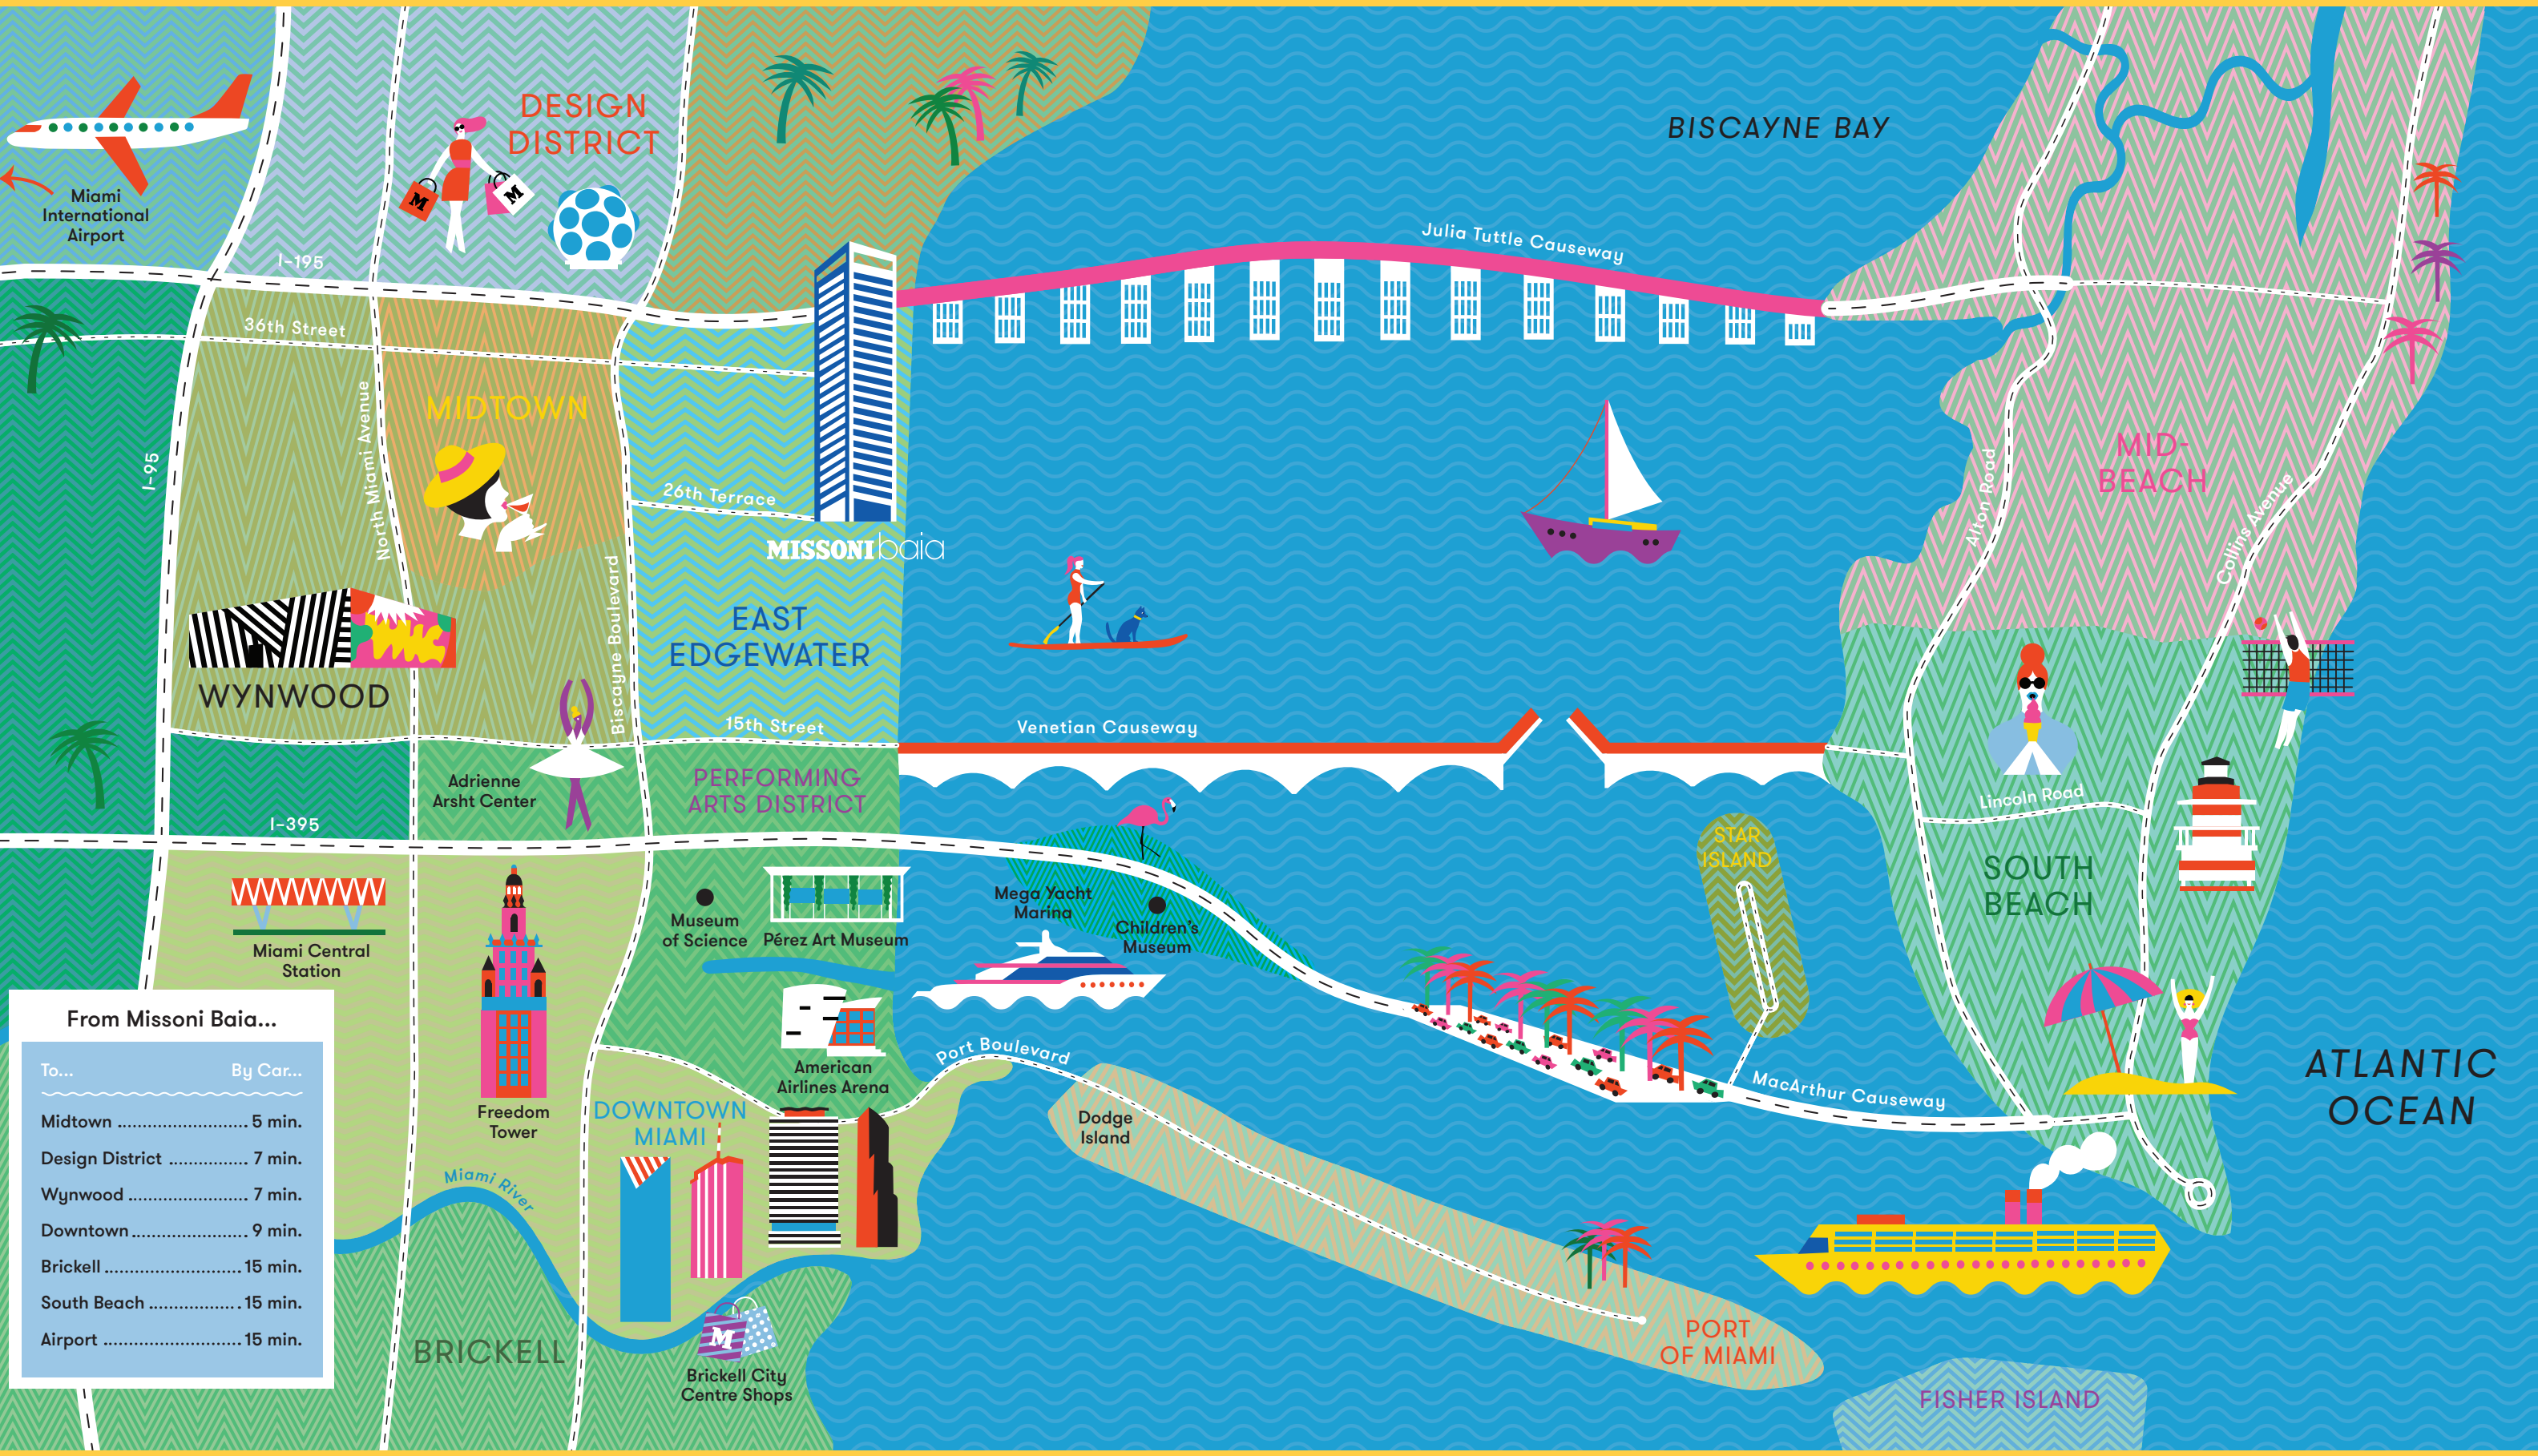 DESIGN
DISTRICT
BISCAYNE BAY
M
M
Miami
International
Airport
Julia Tuttle Causeway
I-195
36th Street
MIDTOWN
North Miami Avenue
I-95
MID-
BEACH
Alton Road
Collins Avenue
26th Terrace
MISSONI baia
EAST
EDGEWATER
Biscayne Boulevard
WYNWOOD
15th Street
Venetian Causeway
Adrienne
Arsht Center
PERFORMING
ARTS DISTRICT
Lincoln Road
I-395
STAR
ISLAND
SOUTH
BEACH
Mega Yacht
Marina
Children's
Museum
Museum
of Science
Pérez Art Museum
Miami Central
Station
American
Airlines Arena
Port Boulevard
MacArthur Causeway
ATLANTIC
OCEAN
Freedom
Tower
DOWNTOWN
MIAMI
Dodge
Island
Miami River
From Missoni Baia...
To... By Car...
Midtown ........................... 5 min.
Design District ................ 7 min.
Wynwood ......................... 7 min.
Downtown........................ 9 min.
Brickell ............................ 15 min.
South Beach ................... 15 min.
Airport ............................ 15 min.
BRICKELL
M
Brickell City
Centre Shops
PORT
OF MIAMI
FISHER ISLAND